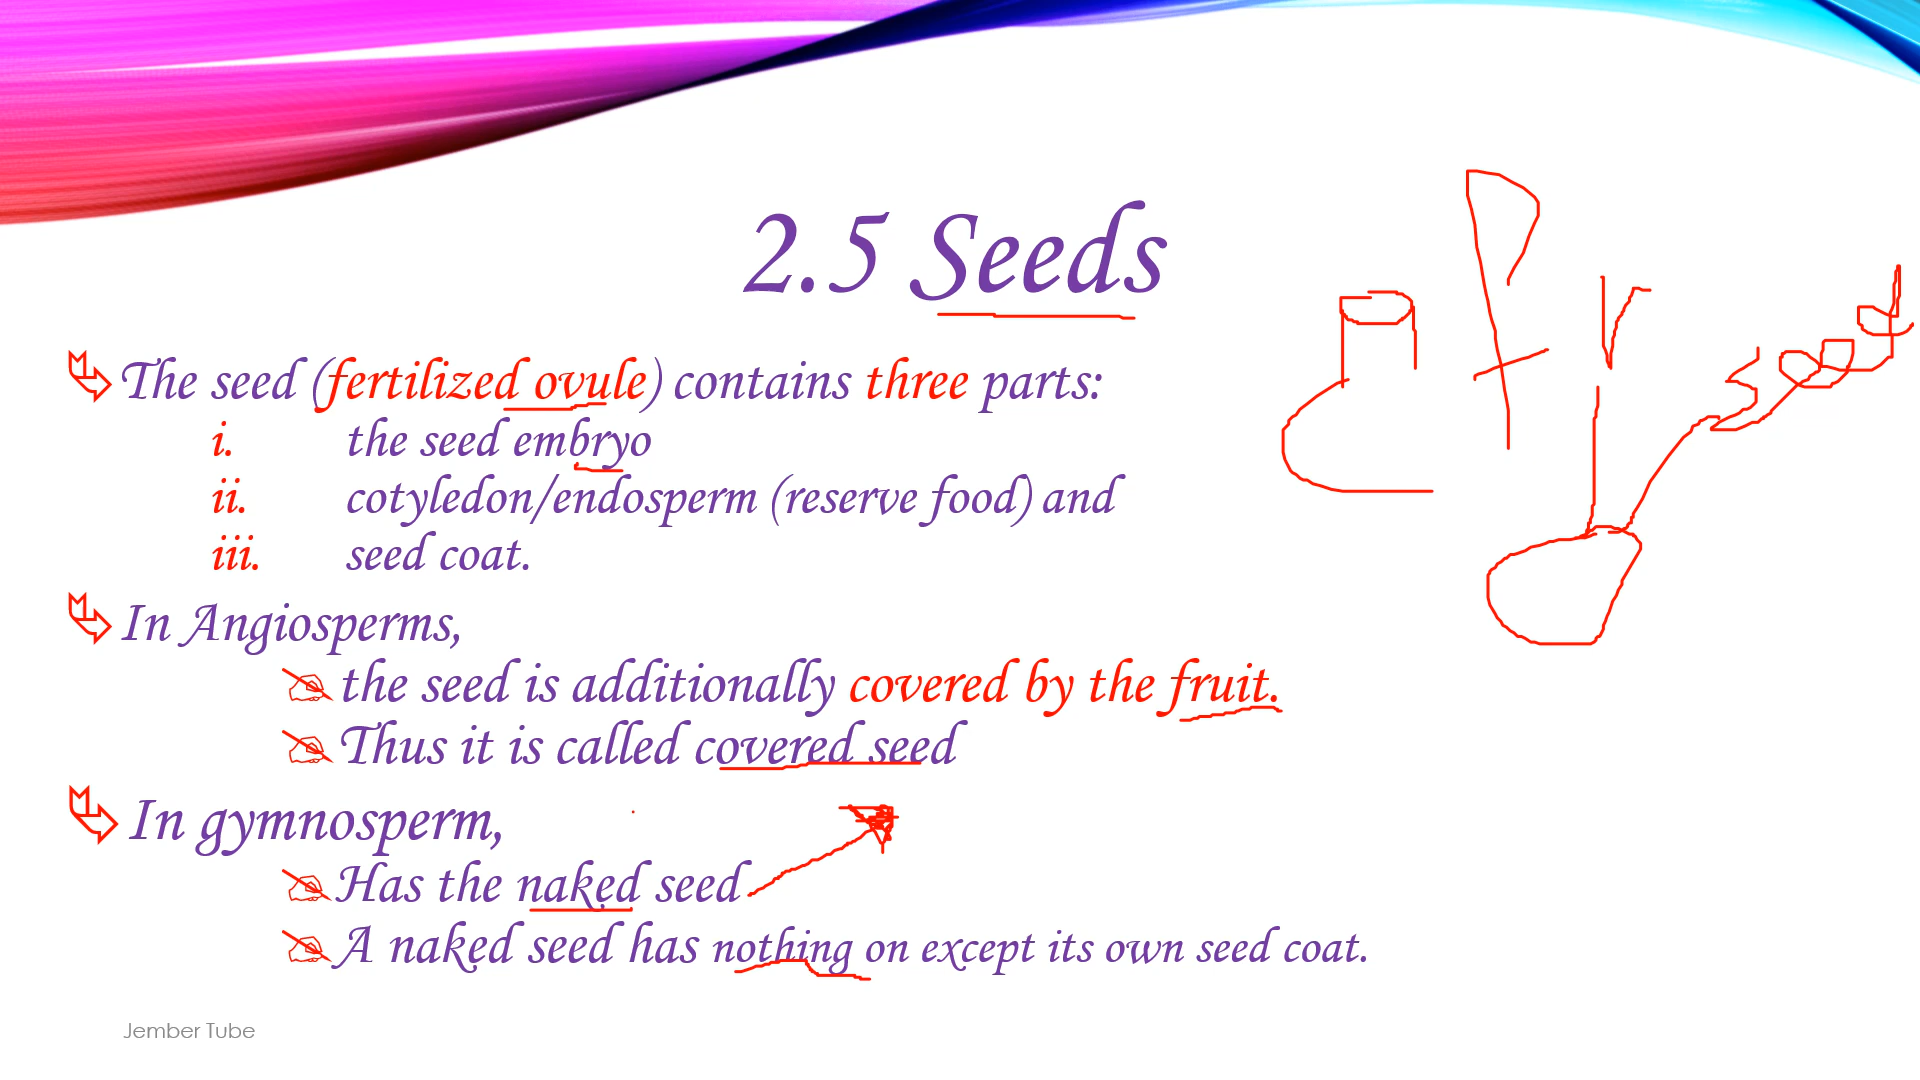 2.5 Seeds
The seed (fertilized ovule) contains three parts:
i. the seed embryo
ii. cotyledon/endosperm (reserve food) and
iii. seed coat.
In Angiosperms,
the seed is additionally covered by the fruit.
Thus it is called covered seed
In gymnosperm,
Has the naked seed
A naked seed has nothing on except its own seed coat.
Jember Tube